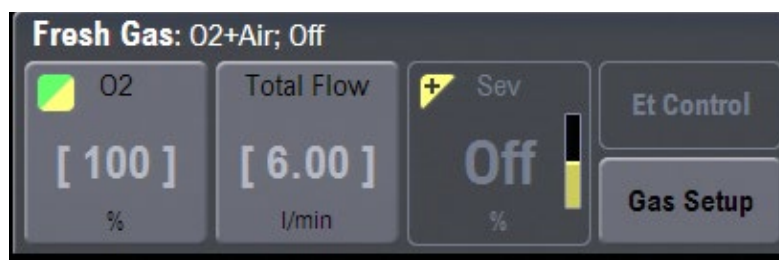 Fresh Gas: O2+Air; Off
O2 Total Flow + Sev Et Control
[ 100 ] [ 6.00 ] Off
% l/min % Gas Setup